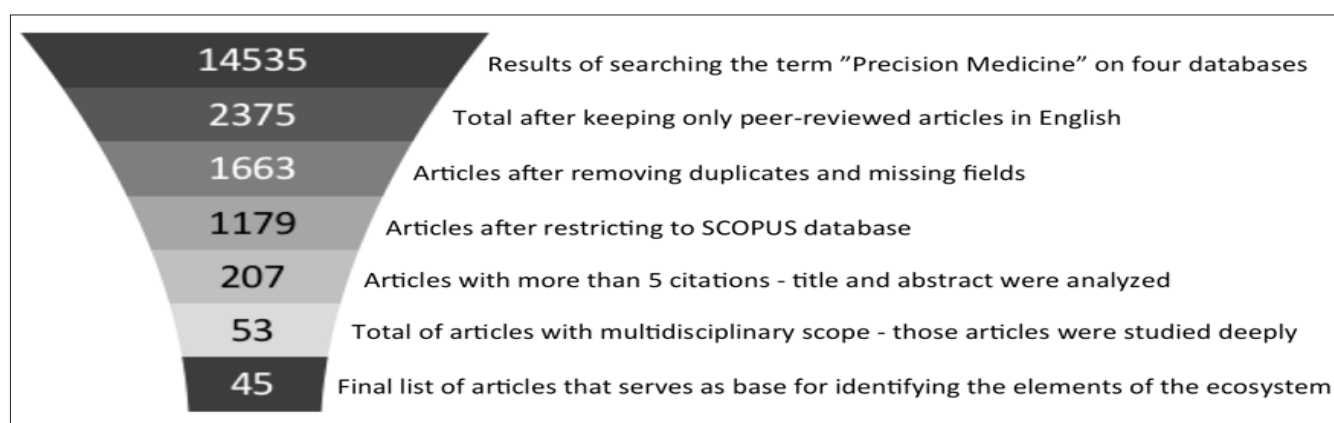 14535 Results of searching the term ”Precision Medicine” on four databases
2375 Total after keeping only peer-reviewed articles in English
1663 Articles after removing duplicates and missing fields
1179 Articles after restricting to SCOPUS database
207 Articles with more than 5 citations - title and abstract were analyzed
53 Total of articles with multidisciplinary scope - those articles were studied deeply
45 Final list of articles that serves as base for identifying the elements of the ecosystem